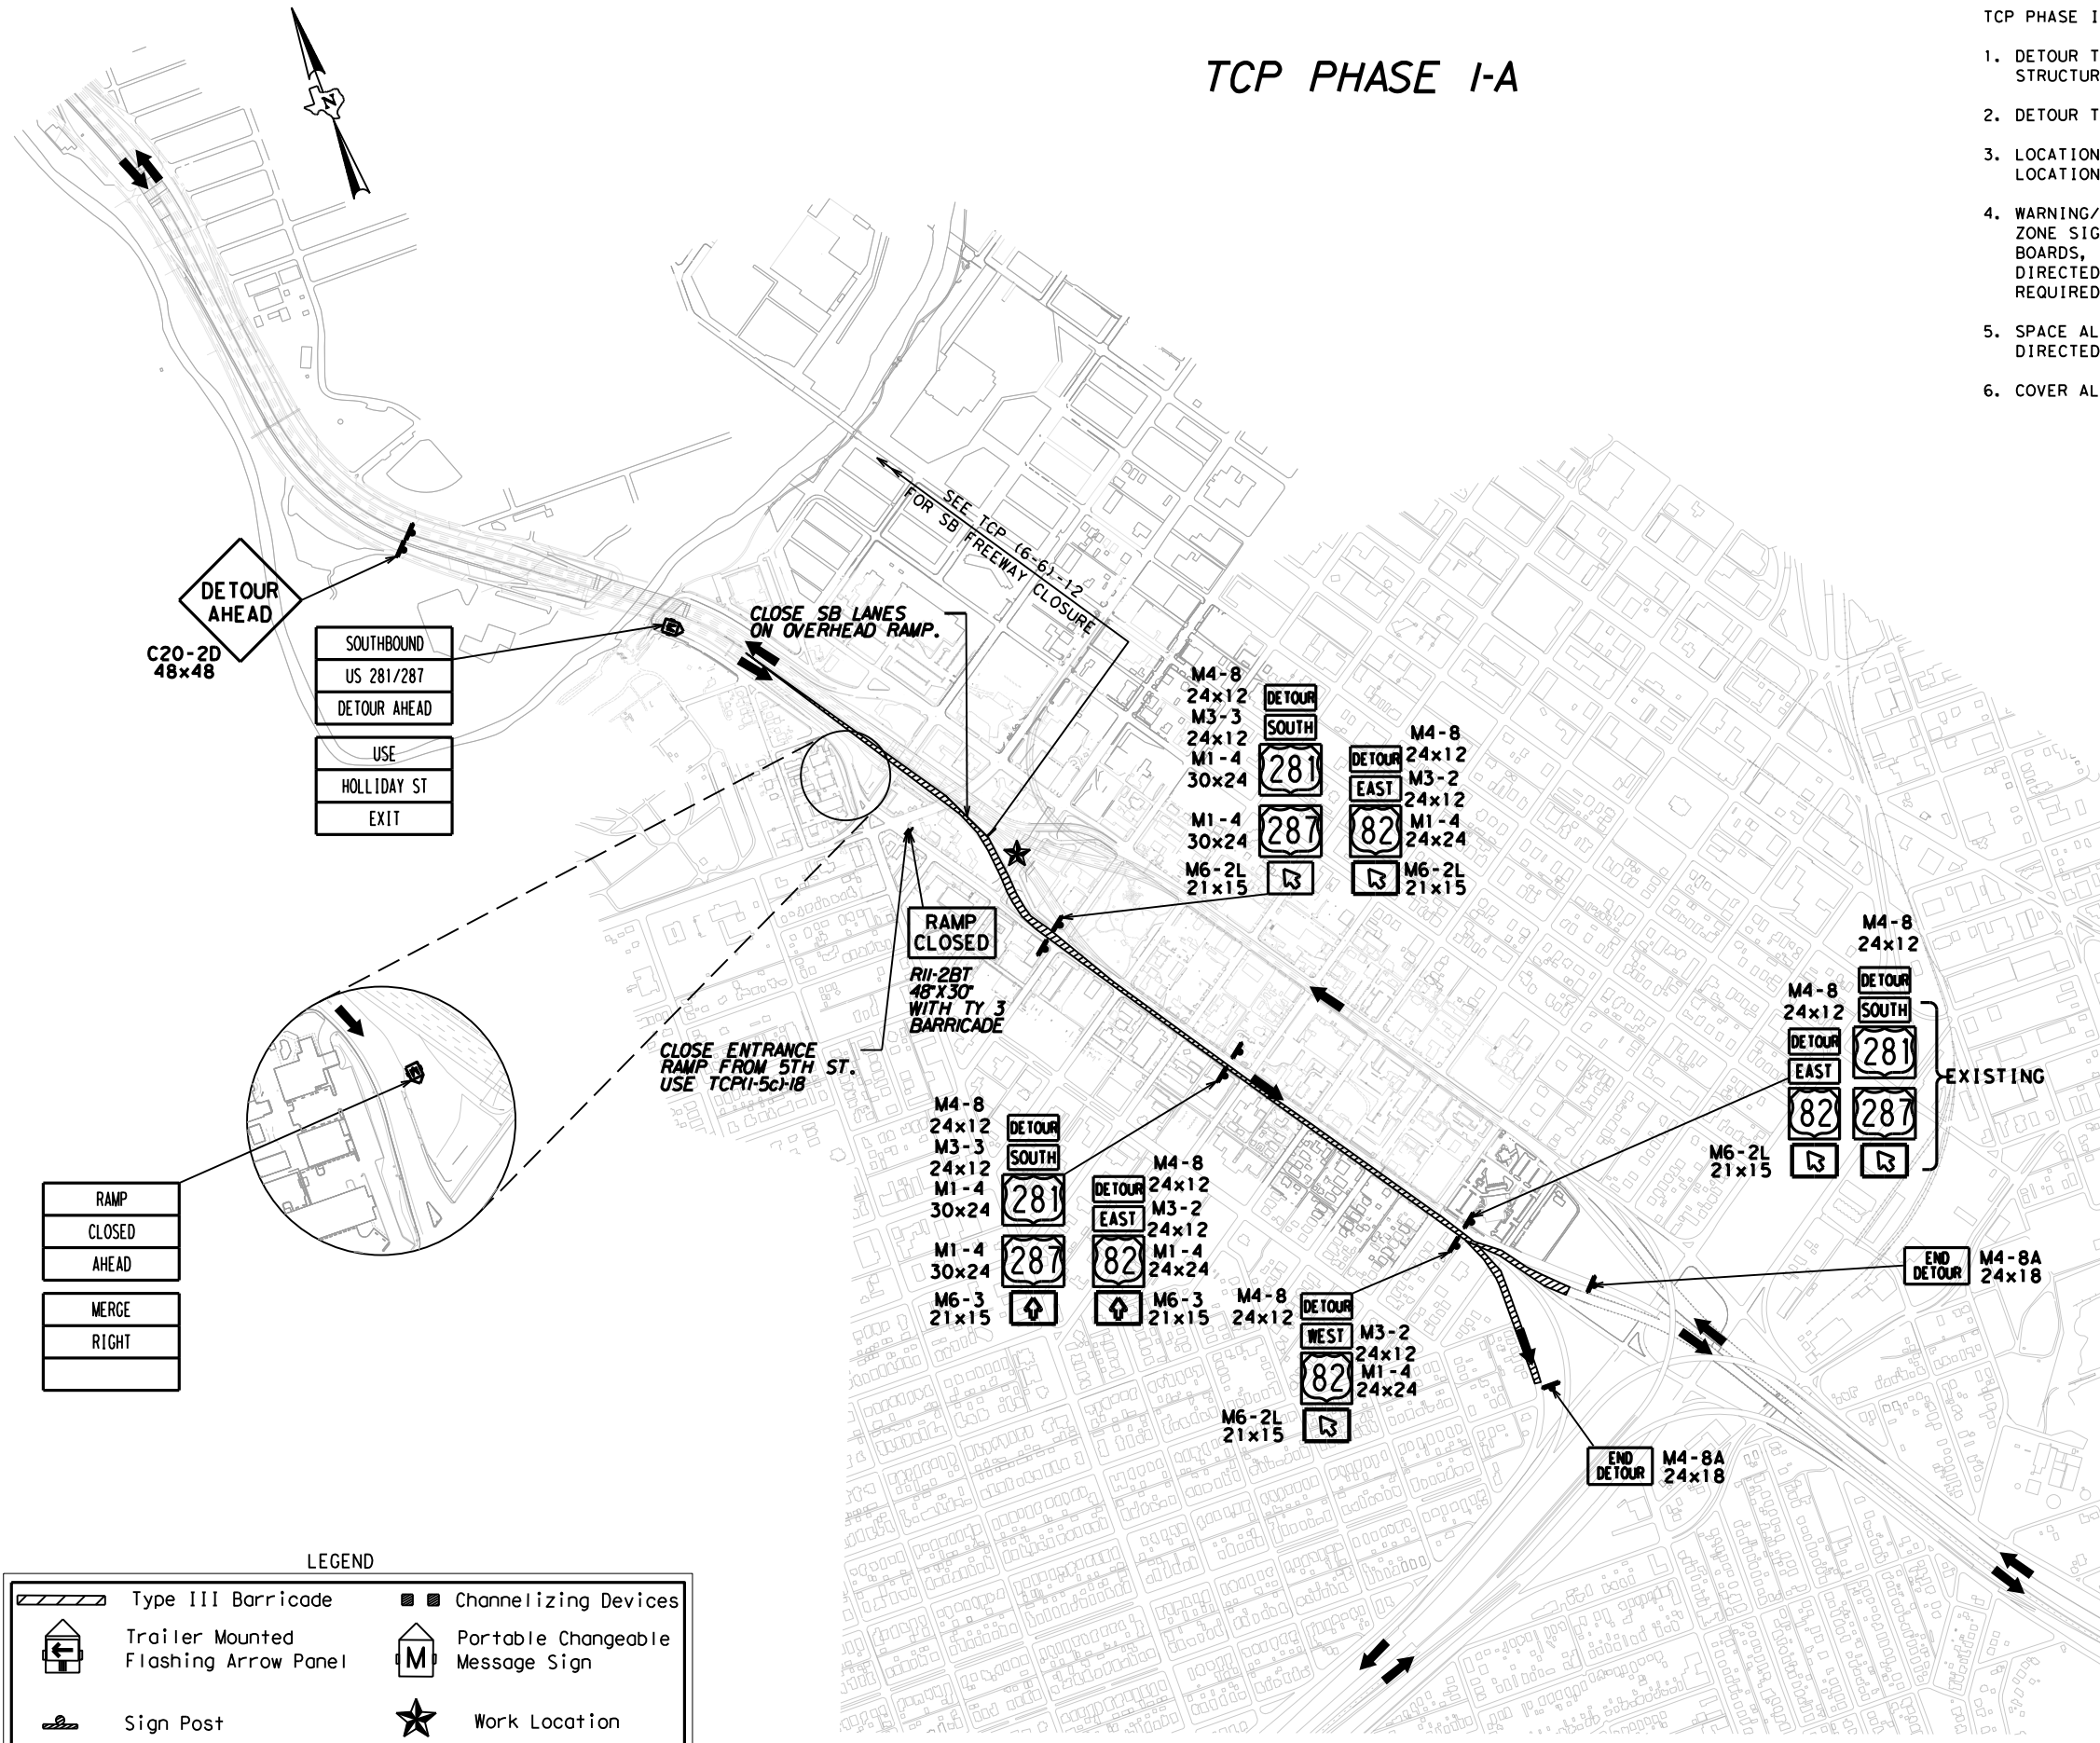 TCP PHASE I-A
TCP PHASE I
1. DETOUR T
STRUCTUR
2. DETOUR T
3. LOCATION
LOCATION
4. WARNING/
ZONE SIG
BOARDS,
DIRECTED
REQUIRED
5. SPACE AL
DIRECTED
6. COVER AL
N
SEE TCP (6-6)-12
FOR SB FREEWAY CLOSURE
DETOUR
AHEAD
C20-2D
48x48
SOUTHBOUND
US 281/287
DETOUR AHEAD
USE
HOLLIDAY ST
EXIT
CLOSE SB LANES
ON OVERHEAD RAMP.
M4-8
24x12
DETOUR
M3-3
24x12
SOUTH
M1-4
30x24
281
M1-4
30x24
287
M6-2L
21x15
M4-8
DETOUR
24x12
M3-2
EAST
24x12
M1-4
82
24x24
M6-2L
21x15
RAMP
CLOSED
R11-2BT
48"X30"
WITH TY 3
BARRICADE
CLOSE ENTRANCE
RAMP FROM 5TH ST.
USE TCP(1-5c)-18
M4-8
24x12
DETOUR
SOUTH
281
287
M4-8
24x12
DETOUR
EAST
82
M6-2L
21x15
EXISTING
M4-8
24x12
DETOUR
M3-3
24x12
SOUTH
M1-4
30x24
281
M1-4
30x24
287
M6-3
21x15
M4-8
DETOUR
24x12
M3-2
EAST
24x12
M1-4
82
24x24
M6-3
21x15
RAMP
CLOSED
AHEAD
MERGE
RIGHT
M4-8
24x12
DETOUR
WEST
M3-2
24x12
82
M1-4
24x24
M6-2L
21x15
END
DETOUR
M4-8A
24x18
END
DETOUR
M4-8A
24x18
LEGEND
Type III Barricade
Channelizing Devices
Trailer Mounted
Flashing Arrow Panel
M
Portable Changeable
Message Sign
Sign Post
Work Location